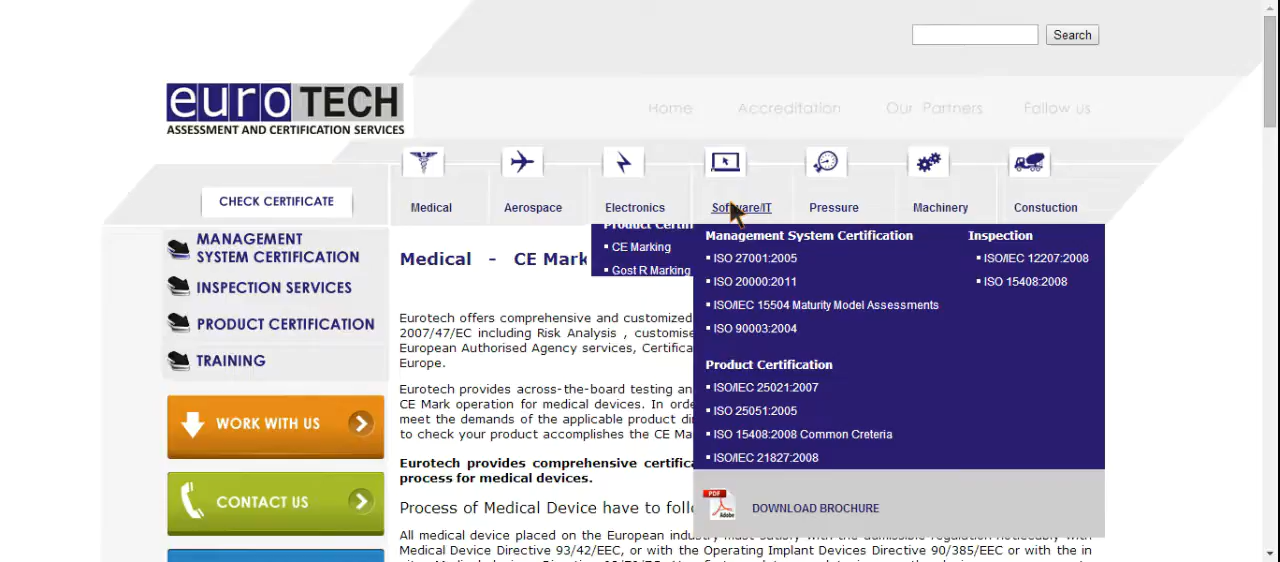 Search
euro TECH
ASSESSMENT AND CERTIFICATION SERVICES
Home Accreditation Our Partners Follow us
CHECK CERTIFICATE
Medical Aerospace Electronics Software/IT Pressure Machinery Constuction
MANAGEMENT
SYSTEM CERTIFICATION
INSPECTION SERVICES
PRODUCT CERTIFICATION
TRAINING
WORK WITH US
CONTACT US
Product Certif
CE Marking
Gost R Marking
Management System Certification
ISO 27001:2005
ISO 20000:2011
ISO/IEC 15504 Maturity Model Assessments
ISO 90003:2004
Inspection
ISO/IEC 12207:2008
ISO 15408:2008
Product Certification
ISO/IEC 25021:2007
ISO 25051:2005
ISO 15408:2008 Common Creteria
ISO/IEC 21827:2008
PDF
Adobe
DOWNLOAD BROCHURE
Medical - CE Mark
Eurotech offers comprehensive and customized
2007/47/EC including Risk Analysis , customise
European Authorised Agency services, Certifica
Europe.
Eurotech provides across-the-board testing an
CE Mark operation for medical devices. In orde
meet the demands of the applicable product di
to check your product accomplishes the CE Ma
Eurotech provides comprehensive certifica
process for medical devices.
Process of Medical Device have to follo
All medical device placed on the European industry must satisfy with the admissible regulation noticeably with
Medical Device Directive 93/42/EEC, or with the Operating Implant Devices Directive 90/385/EEC or with the in